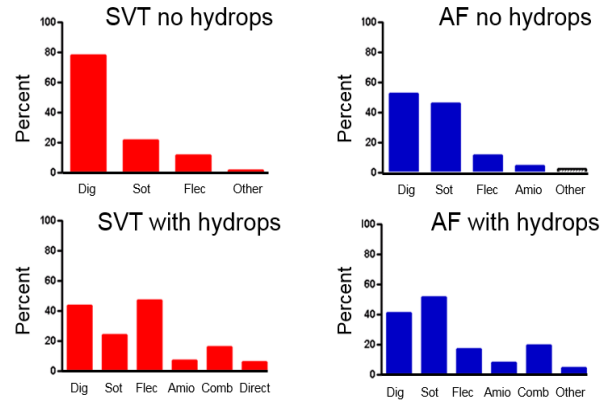 SVT no hydrops
Percent
100
80
60
40
20
0
Dig Sot Flec Other
AF no hydrops
Percent
100
80
60
40
20
0
Dig Sot Flec Amio Other
SVT with hydrops
Percent
100
80
60
40
20
0
Dig Sot Flec Amio Comb Direct
AF with hydrops
Percent
100
80
60
40
20
0
Dig Sot Flec Amio Comb Other